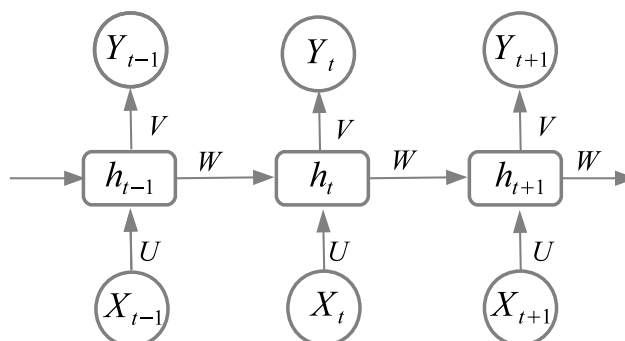 Y_{t-1} Y_t Y_{t+1}
V V V
W W W
h_{t-1} h_t h_{t+1}
U U U
X_{t-1} X_t X_{t+1}